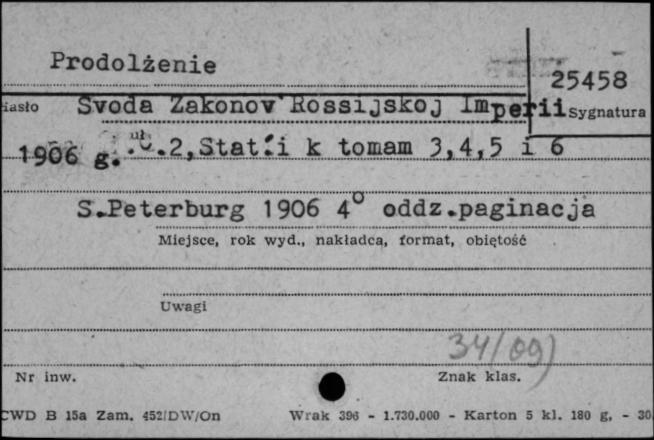 Prodolżenie
25458
iasło Svoda Zakonov Rossijskoj Imperii Sygnatura
1906 g. .2, Stat.i k tomam 3,4,5 i 6
S.Peterburg 1906 4° oddz.paginacja
Miejsce, rok wyd., nakładca, format, objętość
Uwagi
34/09)
Nr inw. Znak klas.
CWD B 15a Zam. 452/DW/On Wrak 396 - 1.730.000 - Karton 5 kl. 180 g, - 30